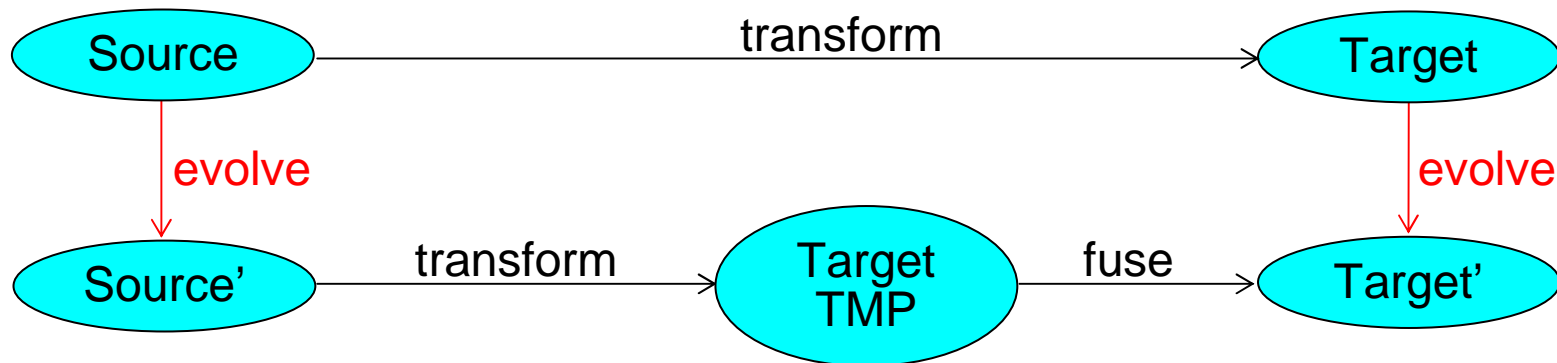 Source
transform
Target
evolve
evolve
Source’
transform
Target
TMP
fuse
Target’